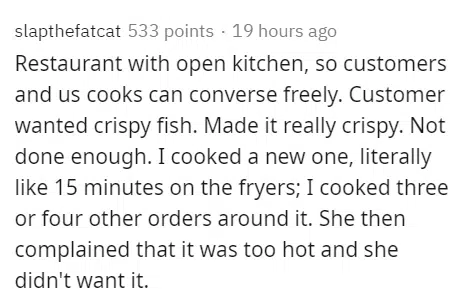 slapthefatcat 533 points · 19 hours ago
Restaurant with open kitchen, so customers
and us cooks can converse freely. Customer
wanted crispy fish. Made it really crispy. Not
done enough. I cooked a new one, literally
like 15 minutes on the fryers; I cooked three
or four other orders around it. She then
complained that it was too hot and she
didn't want it.